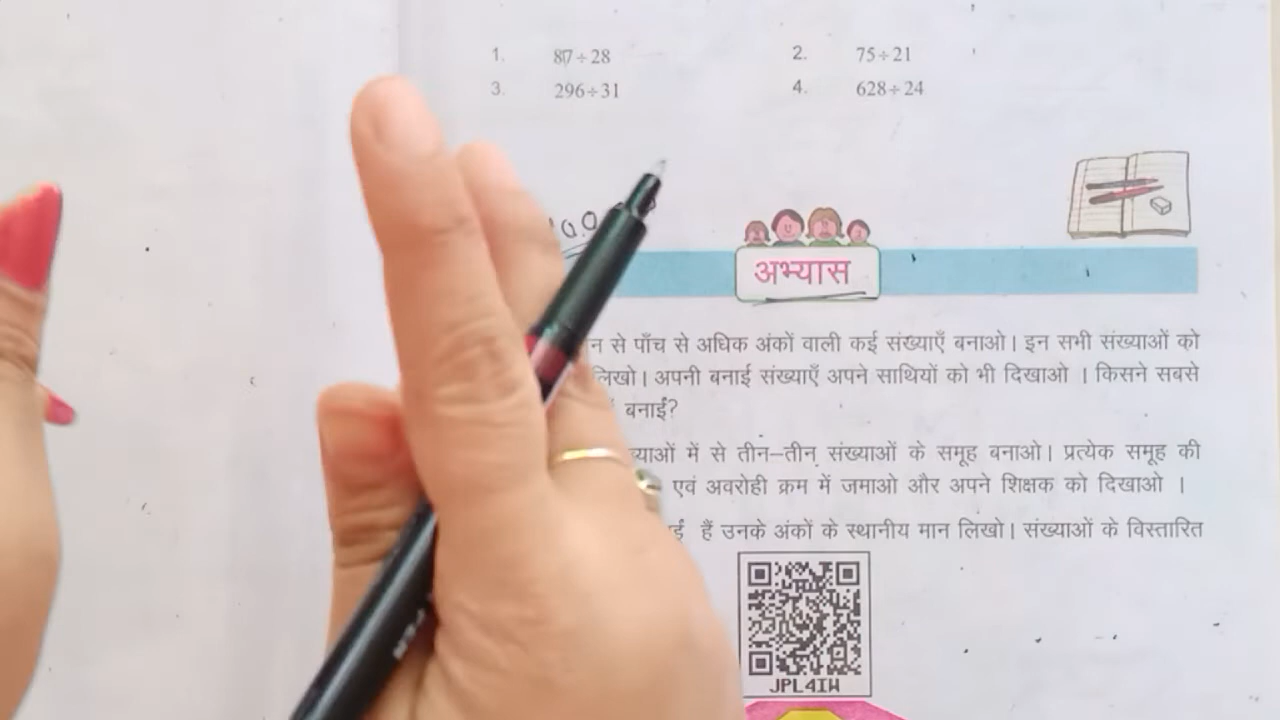 1. 87÷28 2. 75÷21
3. 296÷31 4. 628÷24
अभ्यास
से पाँच से अधिक अंकों वाली कई संख्याएँ बनाओ। इन सभी संख्याओं को
लिखो। अपनी बनाई संख्याएँ अपने साथियों को भी दिखाओ । किसने सबसे
बनाईं?
में से तीन–तीन संख्याओं के समूह बनाओ। प्रत्येक समूह की
एवं अवरोही क्रम में जमाओ और अपने शिक्षक को दिखाओ ।
हैं उनके अंकों के स्थानीय मान लिखो। संख्याओं के विस्तारित
JPL4IW